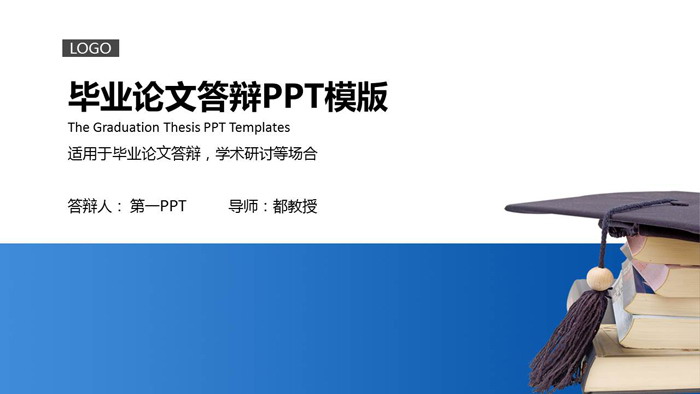 LOGO
毕业论文答辩PPT模版
The Graduation Thesis PPT Templates
适用于毕业论文答辩，学术研讨等场合
答辩人： 第一PPT 导师：都教授